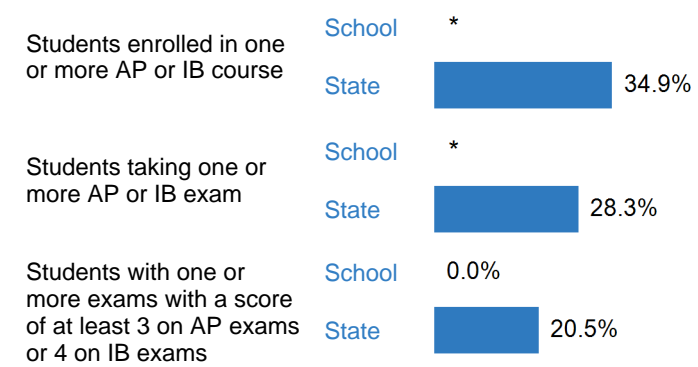 Students enrolled in one
or more AP or IB course
School *
State 34.9%
Students taking one or
more AP or IB exam
School *
State 28.3%
Students with one or
more exams with a score
of at least 3 on AP exams
or 4 on IB exams
School 0.0%
State 20.5%